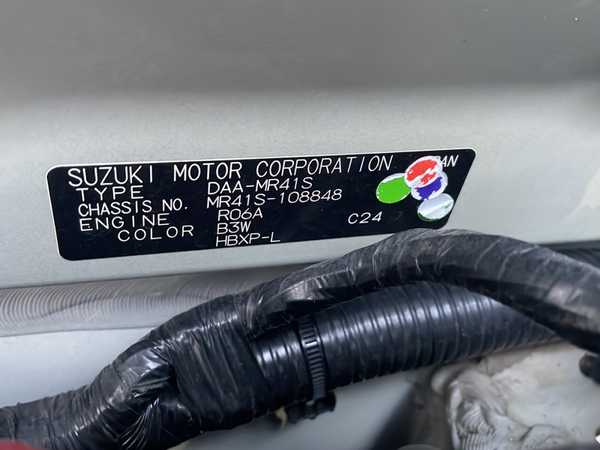 SUZUKI MOTOR CORPORATION
TYPE DAA-MR41S
CHASSIS NO. MR41S-108848
ENGINE R06A
COLOR B3W C24
HBXP-L